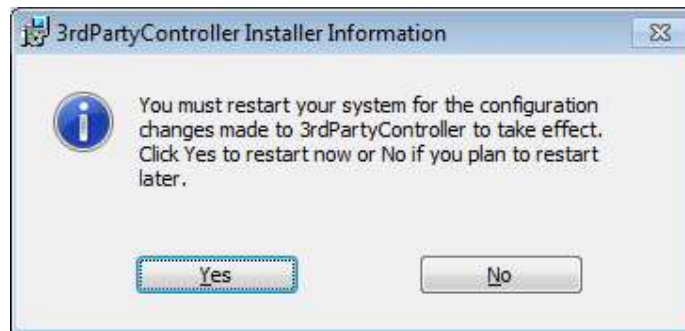 3rdPartyController Installer Information
You must restart your system for the configuration
changes made to 3rdPartyController to take effect.
Click Yes to restart now or No if you plan to restart
later.
Yes
No